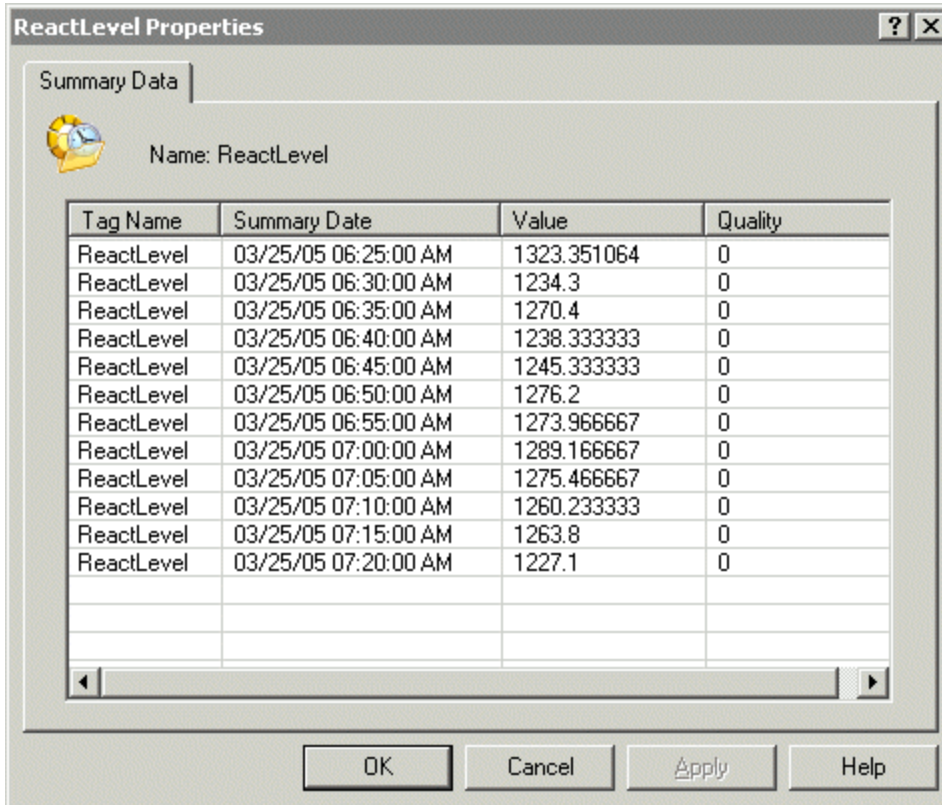 ReactLevel Properties
Summary Data
Name: ReactLevel
Tag Name Summary Date Value Quality
ReactLevel 03/25/05 06:25:00 AM 1323.351064 0
ReactLevel 03/25/05 06:30:00 AM 1234.3 0
ReactLevel 03/25/05 06:35:00 AM 1270.4 0
ReactLevel 03/25/05 06:40:00 AM 1238.333333 0
ReactLevel 03/25/05 06:45:00 AM 1245.333333 0
ReactLevel 03/25/05 06:50:00 AM 1276.2 0
ReactLevel 03/25/05 06:55:00 AM 1273.966667 0
ReactLevel 03/25/05 07:00:00 AM 1289.166667 0
ReactLevel 03/25/05 07:05:00 AM 1275.466667 0
ReactLevel 03/25/05 07:10:00 AM 1260.233333 0
ReactLevel 03/25/05 07:15:00 AM 1263.8 0
ReactLevel 03/25/05 07:20:00 AM 1227.1 0
OK Cancel Apply Help